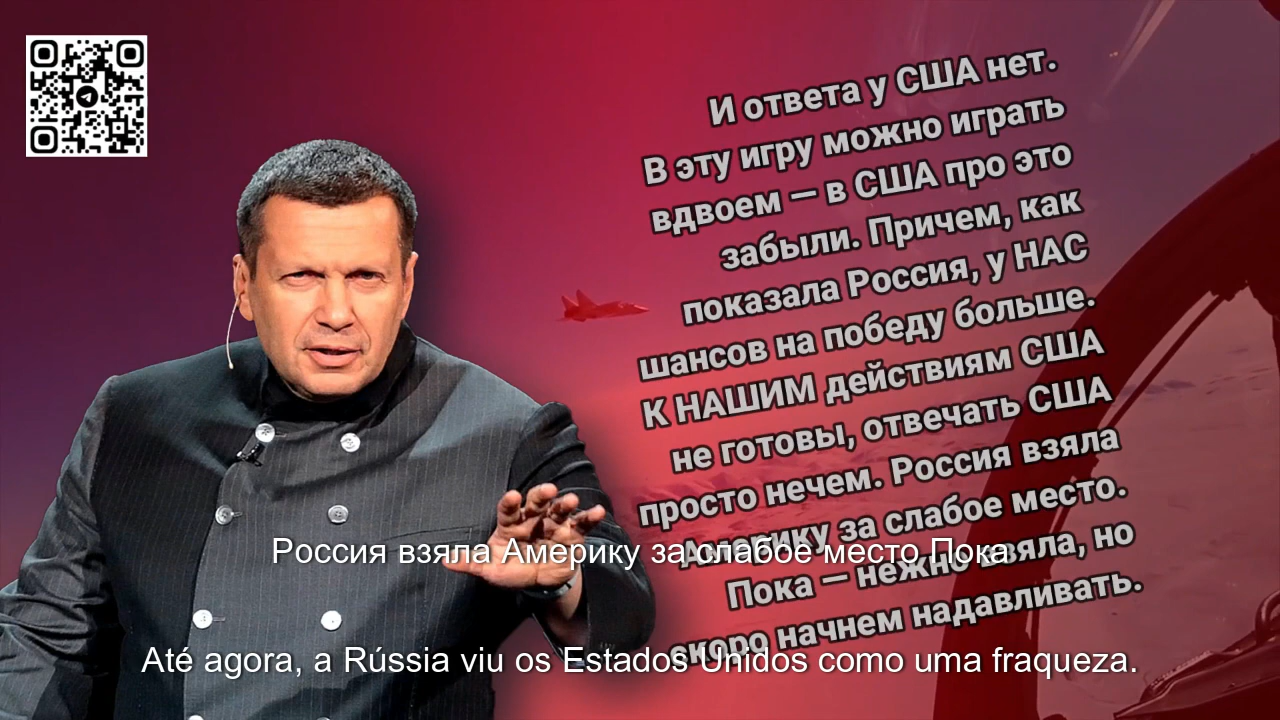 И ответа у США нет.
В эту игру можно играть
вдвоем — в США про это
забыли. Причем, как
показала Россия, у НАС
шансов на победу больше.
К НАШИМ действиям США
не готовы, отвечать США
просто нечем. Россия взяла
Америку за слабое место.
Пока — нежно взяла, но
скоро начнем надавливать.
Россия взяла Америку за слабое место Пока
Até agora, a Rússia viu os Estados Unidos como uma fraqueza.